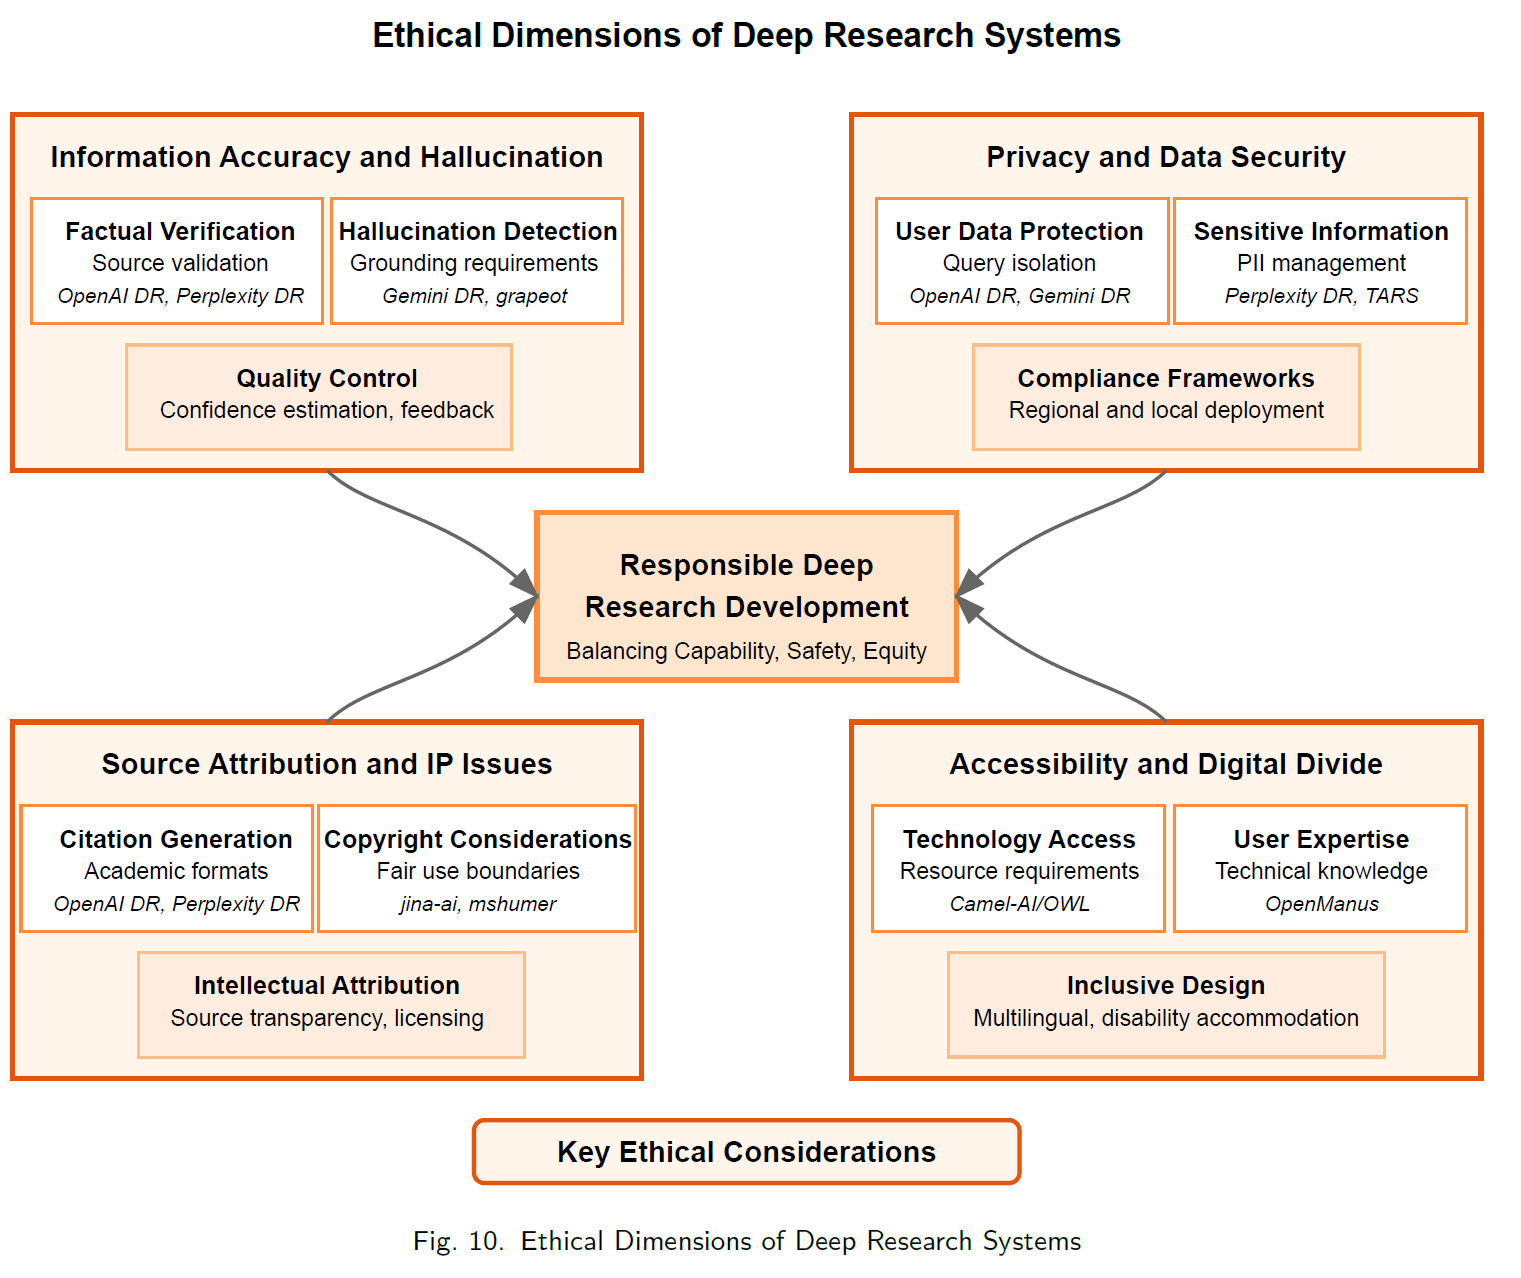 Ethical Dimensions of Deep Research Systems
Information Accuracy and Hallucination
Factual Verification
Source validation
OpenAI DR, Perplexity DR
Hallucination Detection
Grounding requirements
Gemini DR, grapeot
Quality Control
Confidence estimation, feedback
Privacy and Data Security
User Data Protection
Query isolation
OpenAI DR, Gemini DR
Sensitive Information
PII management
Perplexity DR, TARS
Compliance Frameworks
Regional and local deployment
Responsible Deep
Research Development
Balancing Capability, Safety, Equity
Source Attribution and IP Issues
Citation Generation
Academic formats
OpenAI DR, Perplexity DR
Copyright Considerations
Fair use boundaries
jina-ai, mshumer
Intellectual Attribution
Source transparency, licensing
Accessibility and Digital Divide
Technology Access
Resource requirements
Camel-AI/OWL
User Expertise
Technical knowledge
OpenManus
Inclusive Design
Multilingual, disability accommodation
Key Ethical Considerations
Fig. 10. Ethical Dimensions of Deep Research Systems